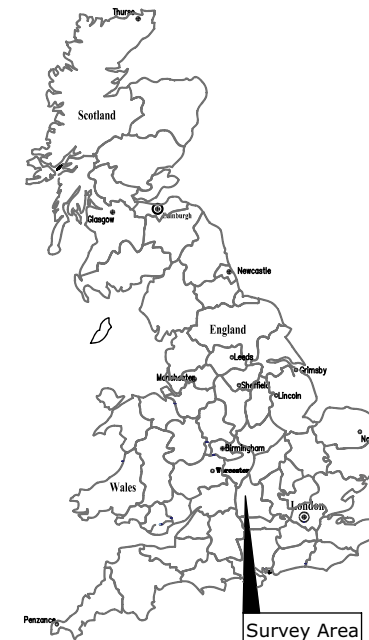 Thurso
Scotland
Glasgow
Edinburgh
Newcastle
England
Leeds
Grimsby
Manchester
Sheffield
Lincoln
Birmingham
Worcester
Wales
London
Penzance
Survey Area